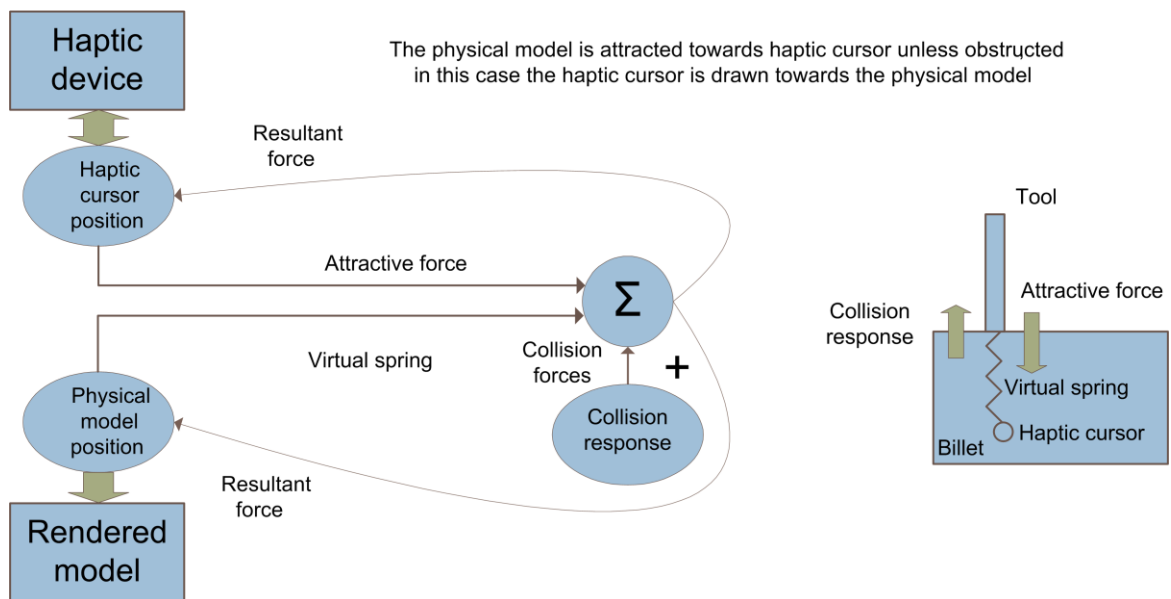 Haptic
device
The physical model is attracted towards haptic cursor unless obstructed
in this case the haptic cursor is drawn towards the physical model
Resultant
force
Haptic
cursor
position
Attractive force
Σ
Virtual spring
Collision
forces
+
Physical
model
position
Collision
response
Resultant
force
Rendered
model
Tool
Collision
response
Attractive force
Virtual spring
Haptic cursor
Billet